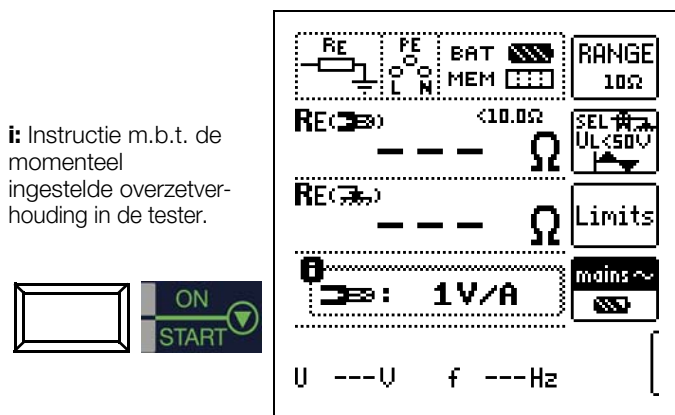 i: Instructie m.b.t. de
momenteel
ingestelde overzetver-
houding in de tester.
ON
START
RE
PE
L N
BAT
MEM
RANGE
10Ω
RE( ) <10.0Ω
--- Ω
SEL
UL<50V
RE( )
--- Ω
Limits
i
: 1V/A
mains~
U ---V f ---Hz